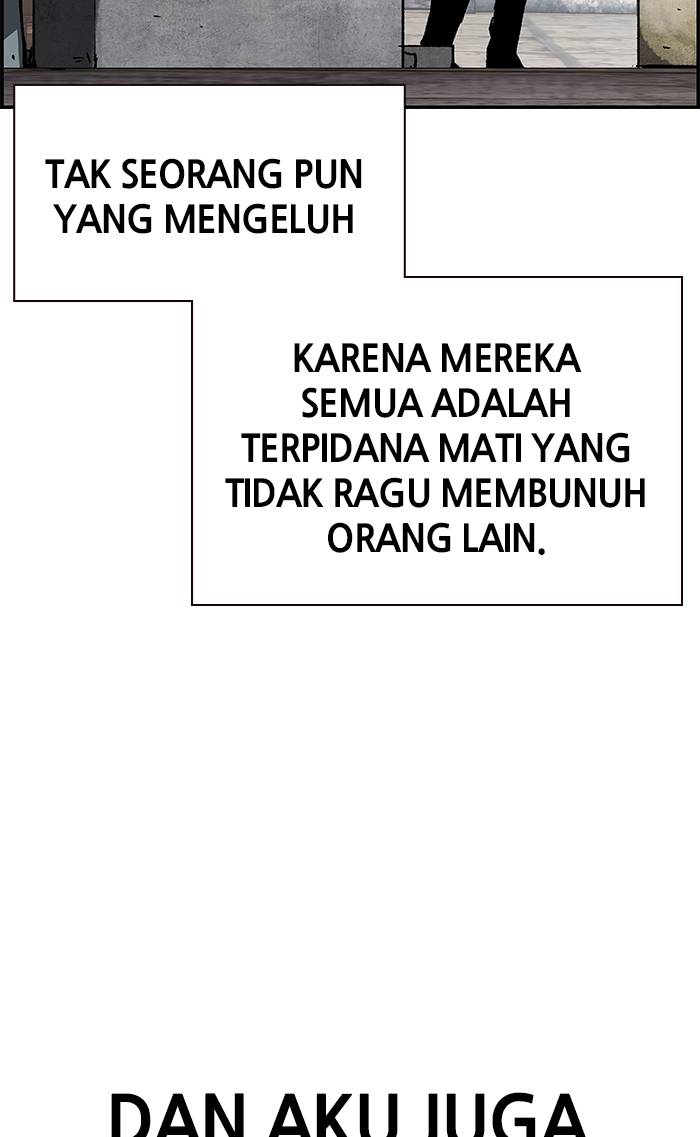 TAK SEORANG PUN
YANG MENGELUH
KARENA MEREKA
SEMUA ADALAH
TERPIDANA MATI YANG
TIDAK RAGU MEMBUNUH
ORANG LAIN.
DAN AKU JUGA